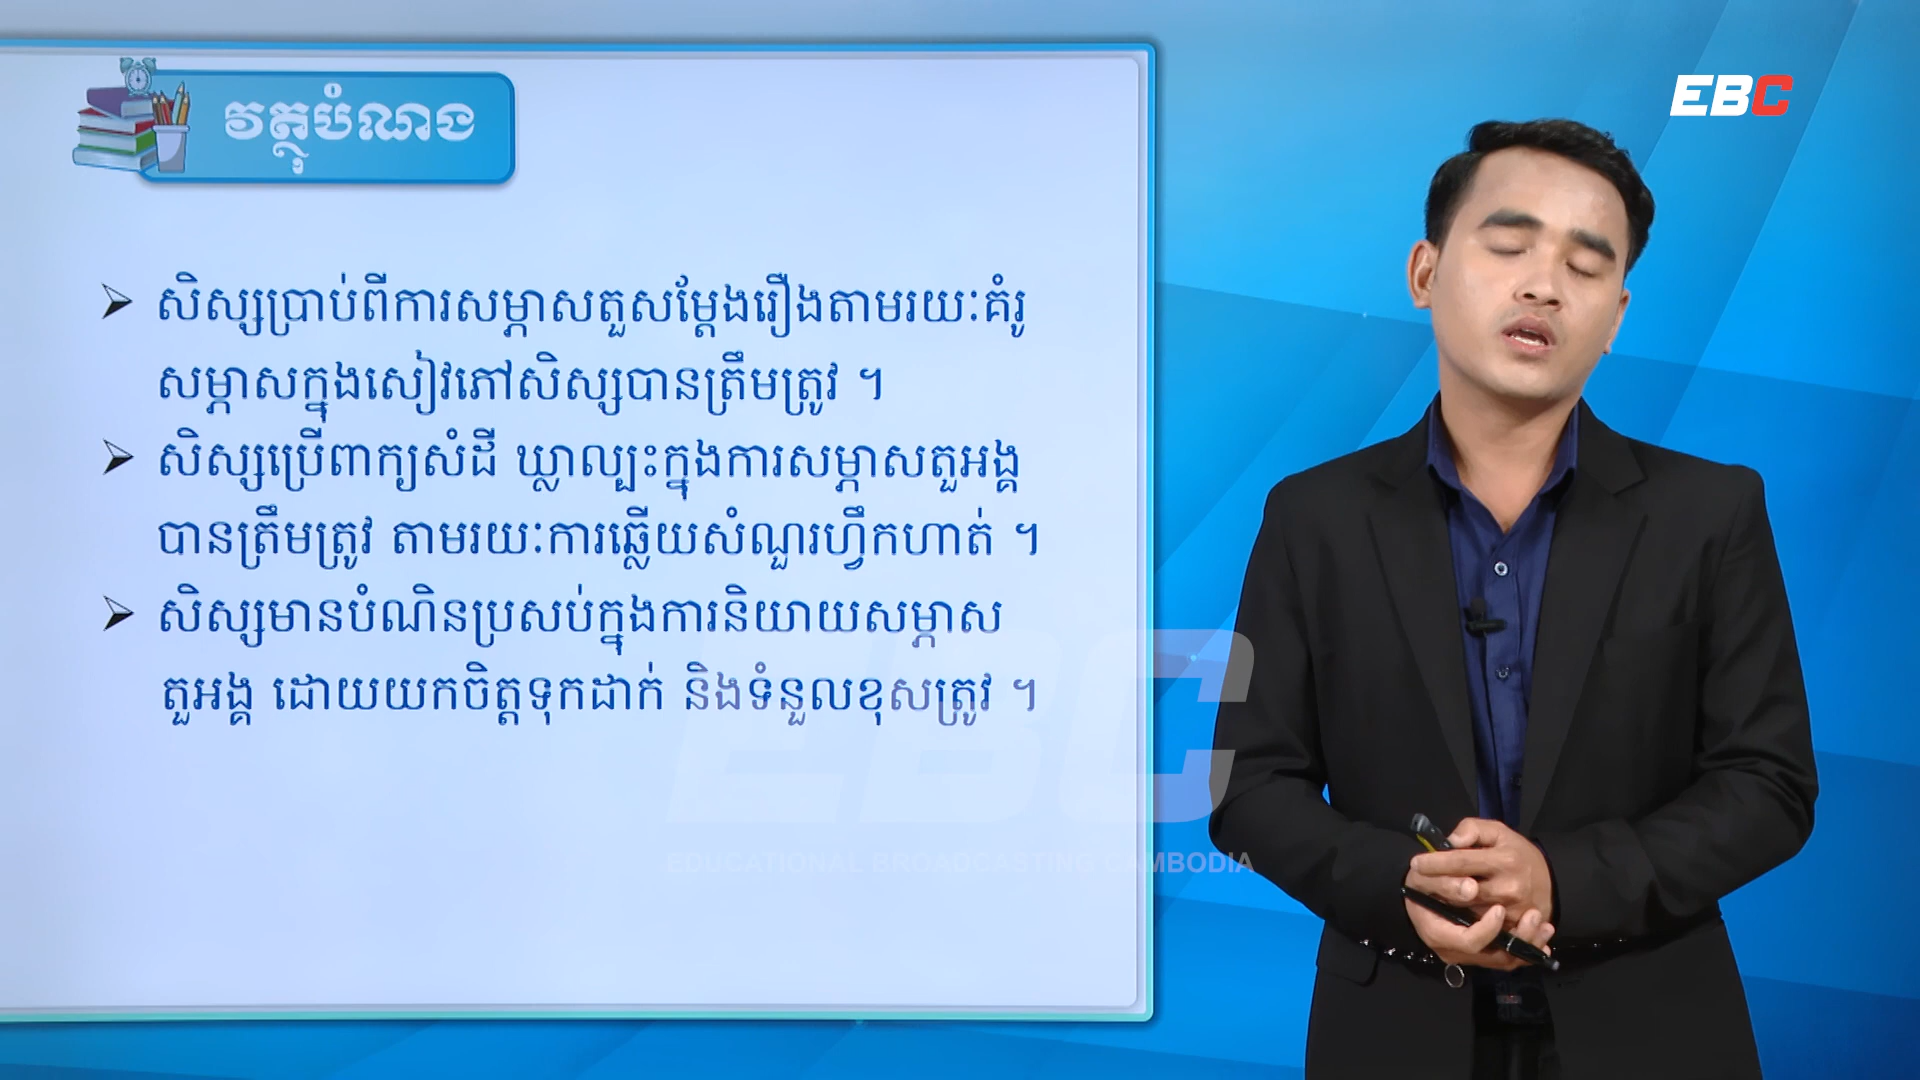 វត្ថុបំណង
EBC
➢ សិស្សប្រាប់ពីការសម្ភាសតួសម្ដែងរឿងតាមរយៈគំរូ
សម្ភាសក្នុងសៀវភៅសិស្សបានត្រឹមត្រូវ ។
➢ សិស្សប្រើពាក្យសំដី ឃ្លាល្បះក្នុងការសម្ភាសតួអង្គ
បានត្រឹមត្រូវ តាមរយៈការឆ្លើយសំណួរហ្វឹកហាត់ ។
➢ សិស្សមានបំណិនប្រសប់ក្នុងការនិយាយសម្ភាស
តួអង្គ ដោយយកចិត្តទុកដាក់ និងទំនួលខុសត្រូវ ។
EBC
EDUCATIONAL BROADCASTING CAMBODIA